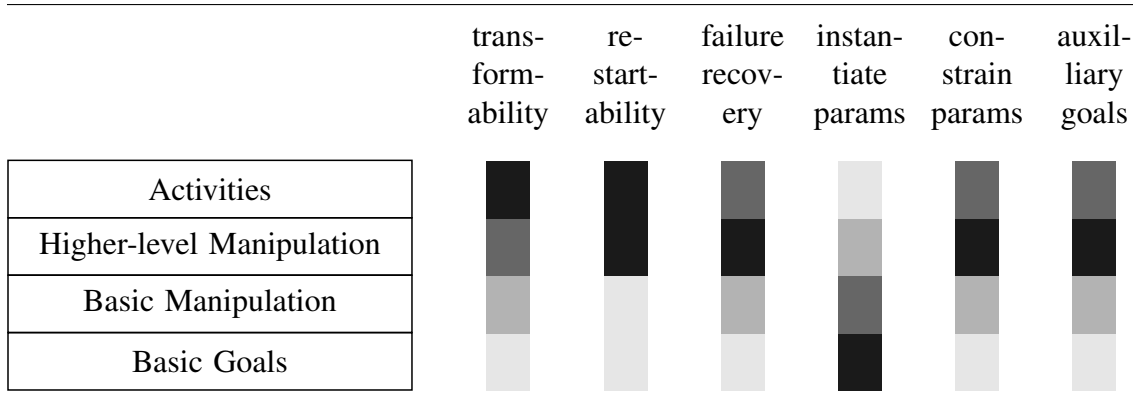 trans- re- failure instan- con- auxil-
form- start- recov- tiate strain liary
ability ability ery params params goals
Activities
Higher-level Manipulation
Basic Manipulation
Basic Goals